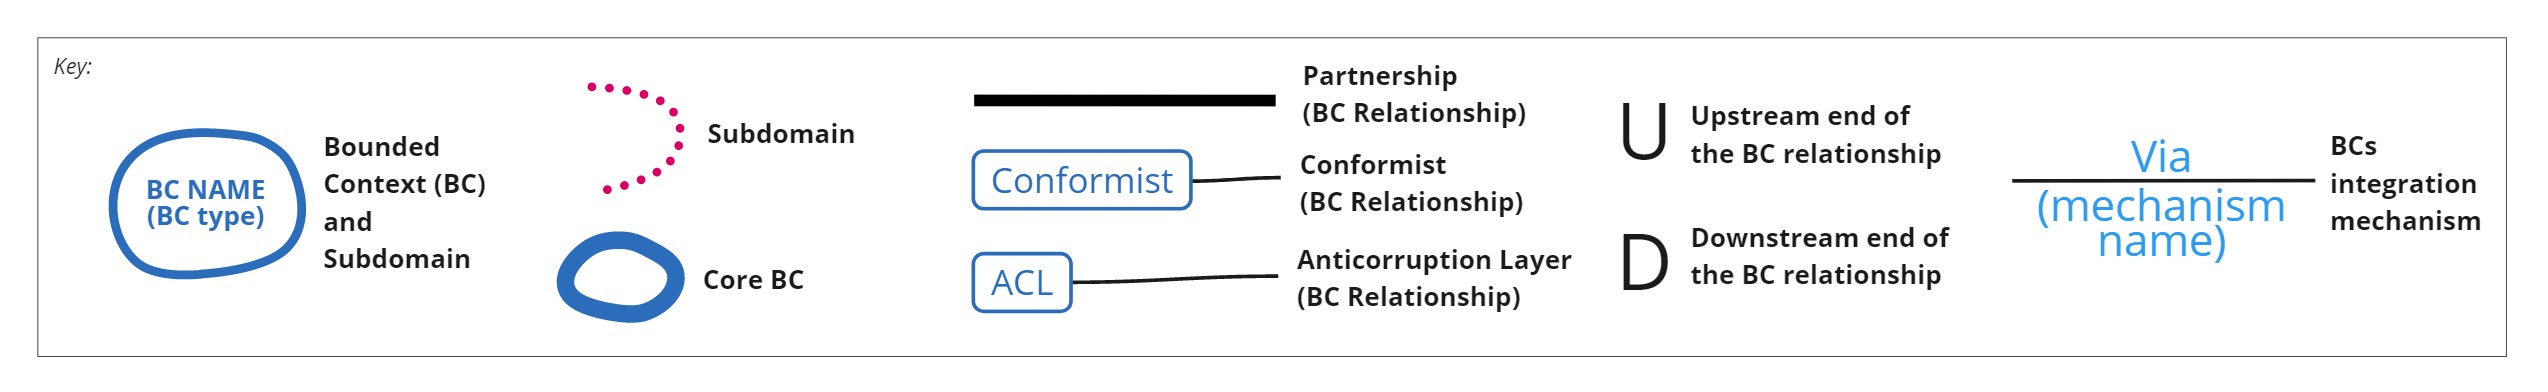 Key:
BC NAME
(BC type)
Bounded
Context (BC)
and
Subdomain
Subdomain
Core BC
Partnership
(BC Relationship)
Conformist
Conformist
(BC Relationship)
ACL
Anticorruption Layer
(BC Relationship)
U
Upstream end of
the BC relationship
D
Downstream end of
the BC relationship
Via
(mechanism
name)
BCs
integration
mechanism